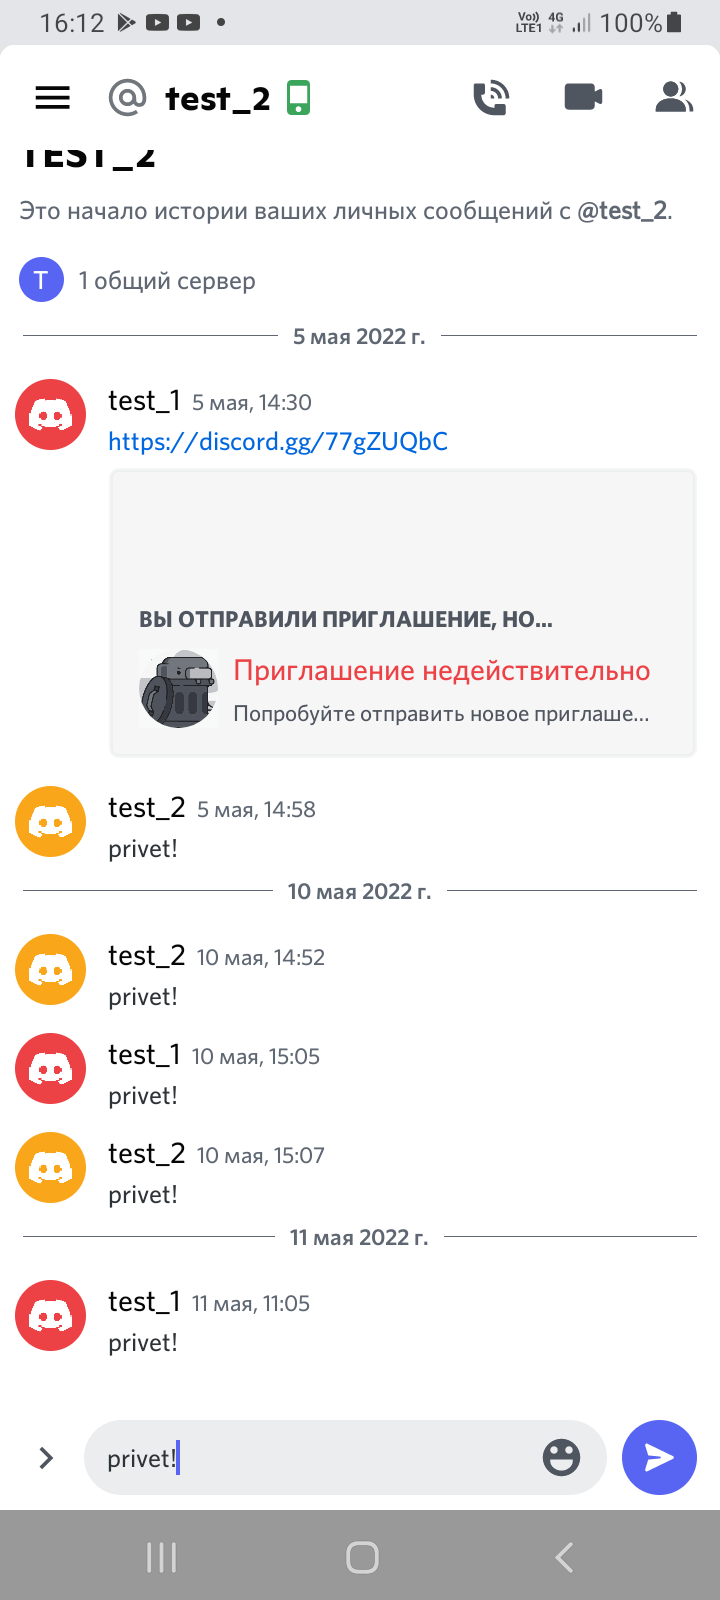 16:12
Vo)) 4G
LTE1
100%
@ test_2
TEST_2
Это начало истории ваших личных сообщений с @test_2.
T 1 общий сервер
5 мая 2022 г.
test_1 5 мая, 14:30
https://discord.gg/77gZUQbC
ВЫ ОТПРАВИЛИ ПРИГЛАШЕНИЕ, НО...
Приглашение недействительно
Попробуйте отправить новое приглаше...
test_2 5 мая, 14:58
privet!
10 мая 2022 г.
test_2 10 мая, 14:52
privet!
test_1 10 мая, 15:05
privet!
test_2 10 мая, 15:07
privet!
11 мая 2022 г.
test_1 11 мая, 11:05
privet!
privet!